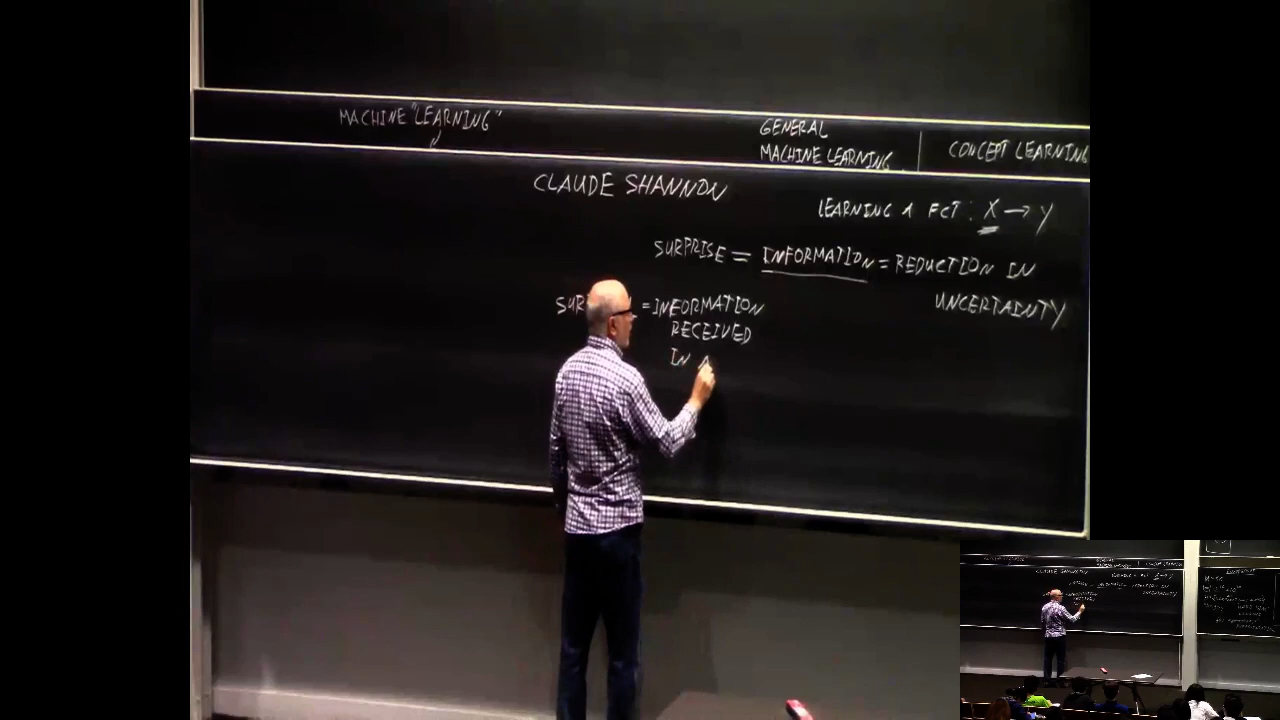 MACHINE "LEARNING"
GENERAL
MACHINE LEARNING
CONCEPT LEARNING
CLAUDE SHANNON
LEARNING A FCT: X → Y
SURPRISE = INFORMATION = REDUCTION IN
UNCERTAINTY
SUR = INFORMATION
RECEIVED
IN